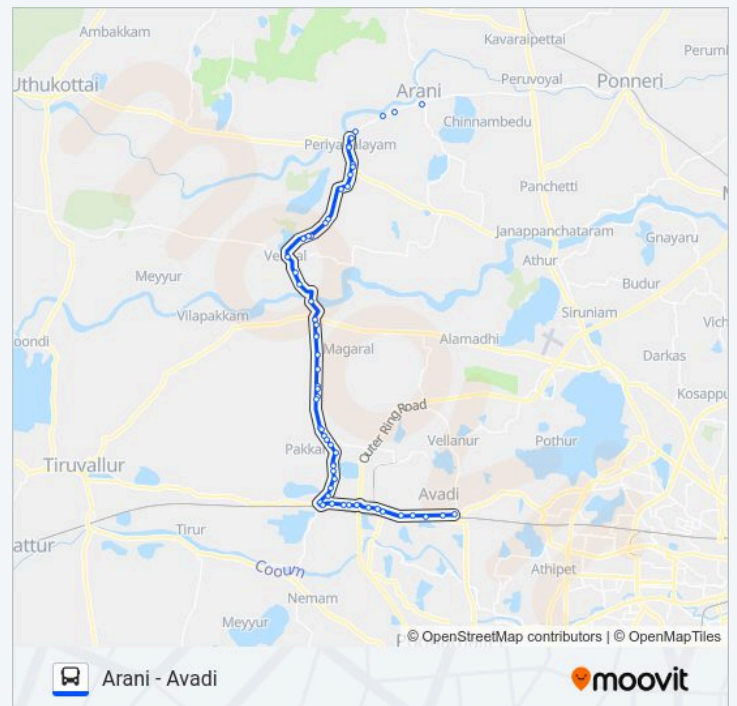 Ambakkam
Kavaraipettai
Perum
Uthukottai
Arani
Peruvoyal
Ponneri
Chinnambedu
Panchetti
Janappanchataram
Gnayaru
Athur
Meyyur
Budur
Siruniam
Vilapakkam
Vich
oondi
Magaral
Alamadhi
Darkas
Kosappu
Outer Ring Road
Vellanur
Pothur
Tiruvallur
Avadi
attur
Tirur
Cooum
Athipet
Nemam
Meyyur
© OpenStreetMap contributors | © OpenMapTiles
Arani - Avadi
moovit